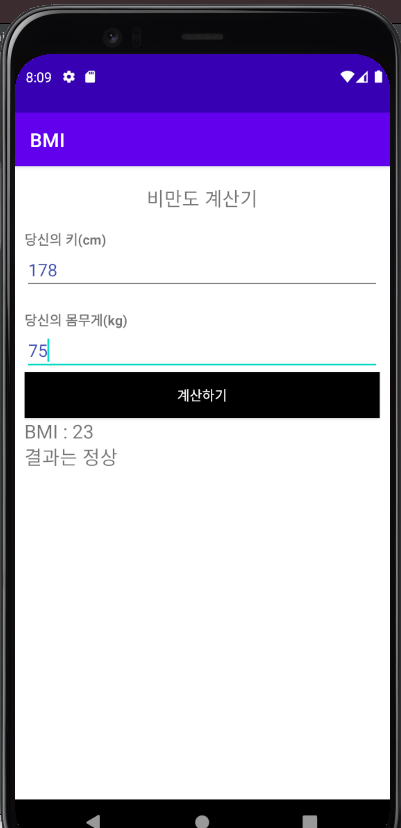 8:09
BMI
비만도 계산기
당신의 키(cm)
178
당신의 몸무게(kg)
75
계산하기
BMI : 23
결과는 정상